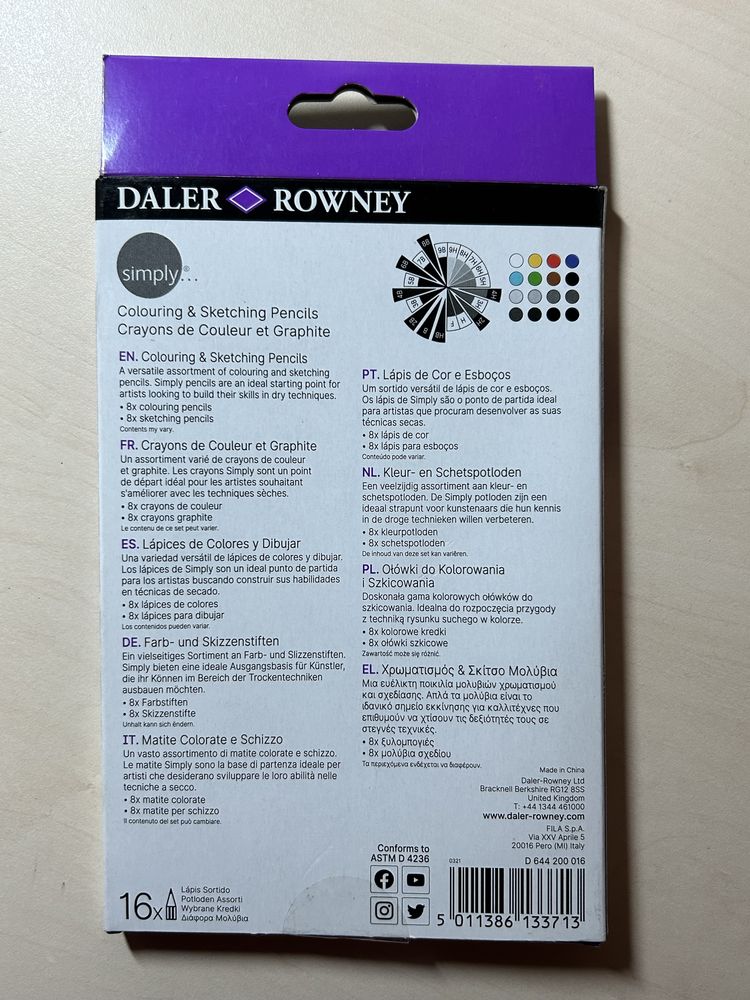 DALER ROWNEY
simply...
Colouring & Sketching Pencils
Crayons de Couleur et Graphite
8B 9B 9H 8H 7H 6H 5H 4H 3H 2H H F HB B 2B 3B 4B 5B 6B 7B
EN. Colouring & Sketching Pencils
A versatile assortment of colouring and sketching
pencils. Simply pencils are an ideal starting point for
artists looking to build their skills in dry techniques.
• 8x colouring pencils
• 8x sketching pencils
Contents my vary.
FR. Crayons de Couleur et Graphite
Un assortiment varié de crayons de couleur
et graphite. Les crayons Simply sont un point
de départ idéal pour les artistes souhaitant
s'améliorer avec les techniques sèches.
• 8x crayons de couleur
• 8x crayons graphite
Le contenu de ce set peut varier.
ES. Lápices de Colores y Dibujar
Una variedad versátil de lápices de colores y dibujar.
Los lápices de Simply son un ideal punto de partida
para los artistas buscando construir sus habilidades
en técnicas de secado.
• 8x lápices de colores
• 8x lápices para dibujar
Los contenidos pueden variar.
DE. Farb- und Skizzenstiften
Ein vielseitiges Sortiment an Farb- und Slizzenstiften.
Simply bieten eine ideale Ausgangsbasis für Künstler,
die ihr Können im Bereich der Trockentechniken
ausbauen möchten.
• 8x Farbstiften
• 8x Skizzenstifte
Unhalt kann sich ëndern.
IT. Matite Colorate e Schizzo
Un vasto assortimento di matite colorate e schizzo.
Le matite Simply sono la base di partenza ideale per
artisti che desiderano sviluppare le loro abilità nelle
tecniche a secco.
• 8x matite colorate
• 8x matite per schizzo
Il contenuto del set può cambiare.
PT. Lápis de Cor e Esboços
Um sortido versátil de lápis de cor e esboços.
Os lápis de Simply são o ponto de partida ideal
para artistas que procuram desenvolver as suas
técnicas secas.
• 8x lápis de cor
• 8x lápis para esboços
Conteúdo pode variar.
NL. Kleur- en Schetspotloden
Een veelzijdig assortiment aan kleur- en
schetspotloden. De Simply potloden zijn een
ideaal strapunt voor kunstenaars die hun kennis
in de droge technieken willen verbeteren.
• 8x kleurpotloden
• 8x schetspotloden
De inhoud van deze set kan variëren.
PL. Ołówki do Kolorowania
i Szkicowania
Doskonała gama kolorowych ołówków do
szkicowania. Idealna do rozpoczęcia przygody
z techniką rysunku suchego w kolorze.
• 8x kolorowe kredki
• 8x ołówki szkicowe
Zawartość może się różnić.
EL. Χρωματισμός & Σκίτσο Μολύβια
Μια ευέλικτη ποικιλία μολυβιών χρωματισμού
και σχεδίασης. Απλά τα μολύβια είναι το
ιδανικό σημείο εκκίνησης για καλλιτέχνες που
επιθυμούν να χτίσουν τις δεξιότητές τους σε
στεγνές τεχνικές.
• 8x ξυλομπογιές
• 8x μολύβια σχεδίου
Τα περιεχόμενα ενδέχεται να διαφέρουν.
Made in China
Daler-Rowney Ltd
Bracknell Berkshire RG12 8SS
United Kingdom
T: +44 1344 461000
www.daler-rowney.com
FILA S.p.A.
Via XXV Aprile 5
20016 Pero (MI) Italy
Conforms to
ASTM D 4236
0321
D 644 200 016
5 011386 133713
16x
Lápis Sortido
Potloden Assorti
Wybrane Kredki
Διάφορα Μολύβια